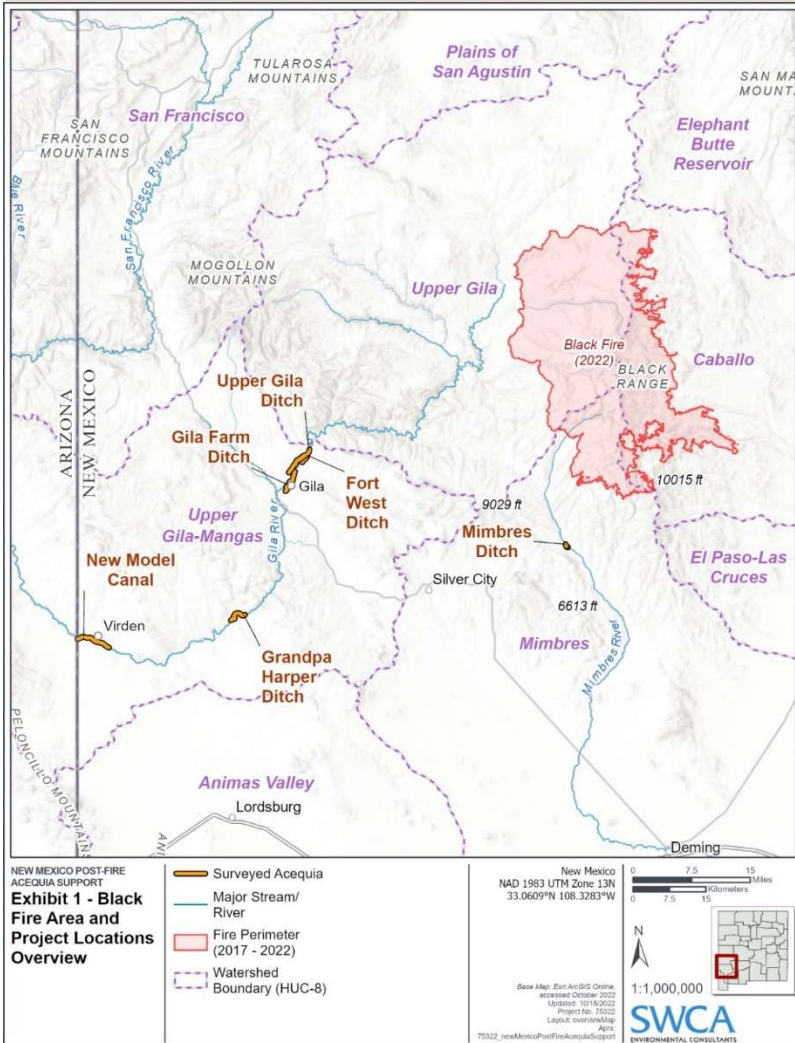 TULAROSA
MOUNTAINS
Plains of
San Agustin
SAN MA
MOUNT
San Francisco
SAN
FRANCISCO
MOUNTAINS
Elephant
Butte
Reservoir
Blue River
San Francisco River
MOGOLLON
MOUNTAINS
Upper Gila
Black Fire
(2022)
BLACK
RANGE
Caballo
ARIZONA
NEW MEXICO
Upper Gila
Ditch
Gila Farm
Ditch
Gila
Fort
West
Ditch
10015 ft
9029 ft
Upper
Gila-Mangas
Gila River
Mimbres
Ditch
El Paso-Las
Cruces
New Model
Canal
Silver City
Virden
6613 ft
Mimbres
Mimbres River
Grandpa
Harper
Ditch
PELONCILLO MOUNTAINS
Animas Valley
Lordsburg
ANI
Deming
NEW MEXICO POST-FIRE
ACEQUIA SUPPORT
Exhibit 1 - Black
Fire Area and
Project Locations
Overview
Surveyed Acequia
Major Stream/
River
Fire Perimeter
(2017 - 2022)
Watershed
Boundary (HUC-8)
New Mexico
NAD 1983 UTM Zone 13N
33.0609°N 108.3283°W
Base Map: Esri ArcGIS Online,
accessed October 2022
Updated: 10/18/2022
Project No. 75322
Layout: overviewMap
Aprx:
75322_newMexicoPostFireAcequiaSupport
0 7.5 15
Miles
Kilometers
0 7.5 15
N
1:1,000,000
SWCA
ENVIRONMENTAL CONSULTANTS